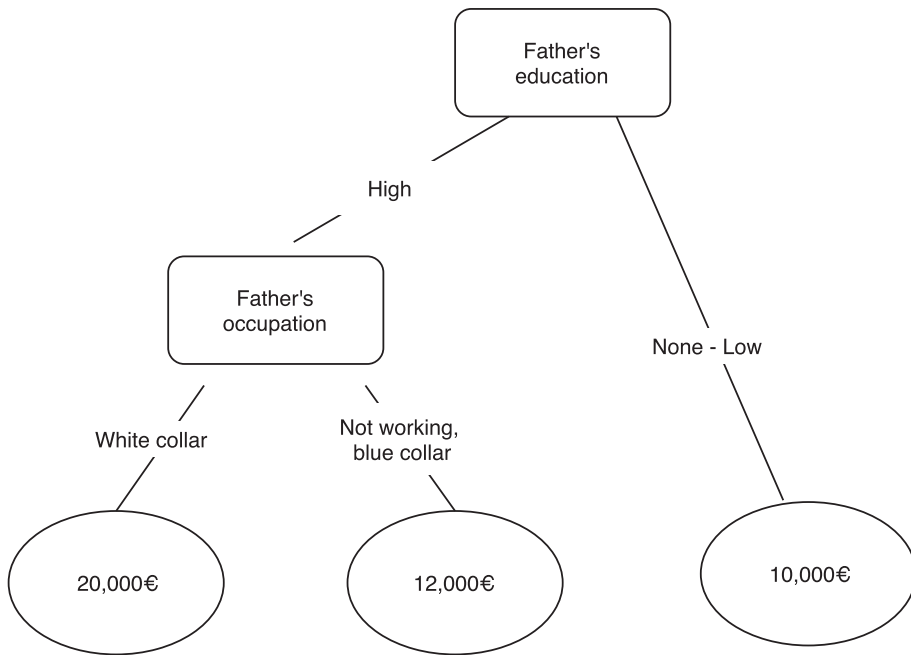 Father's
education
High
Father's
occupation
None - Low
White collar
Not working,
blue collar
20,000€
12,000€
10,000€